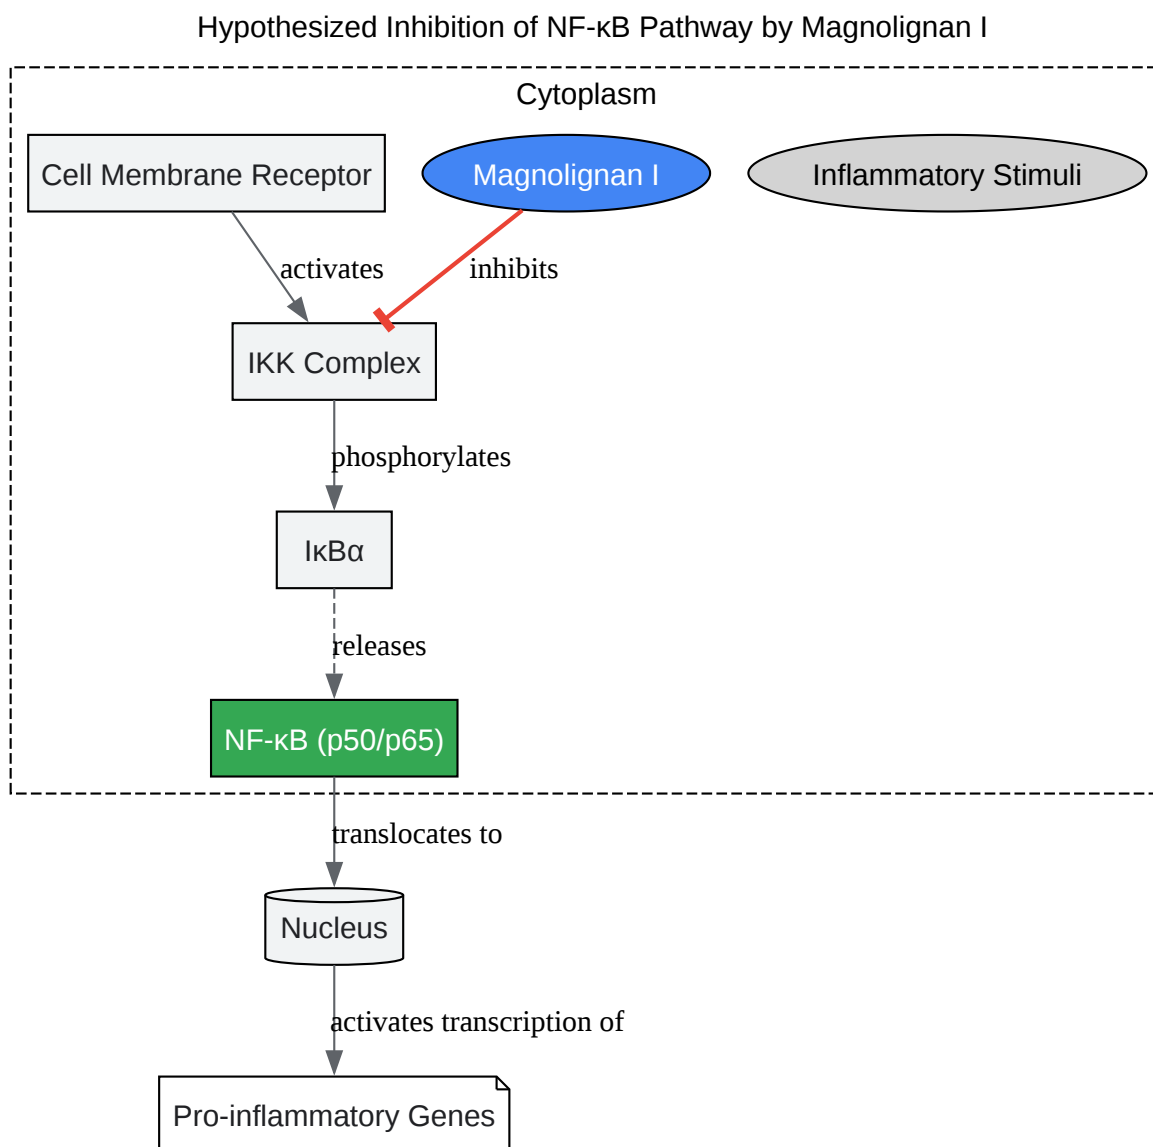 Hypothesized Inhibition of NF-κB Pathway by Magnolignan I
Cytoplasm
Cell Membrane Receptor
Magnolignan I
Inflammatory Stimuli
activates
inhibits
IKK Complex
phosphorylates
IκBα
releases
NF-κB (p50/p65)
translocates to
Nucleus
activates transcription of
Pro-inflammatory Genes